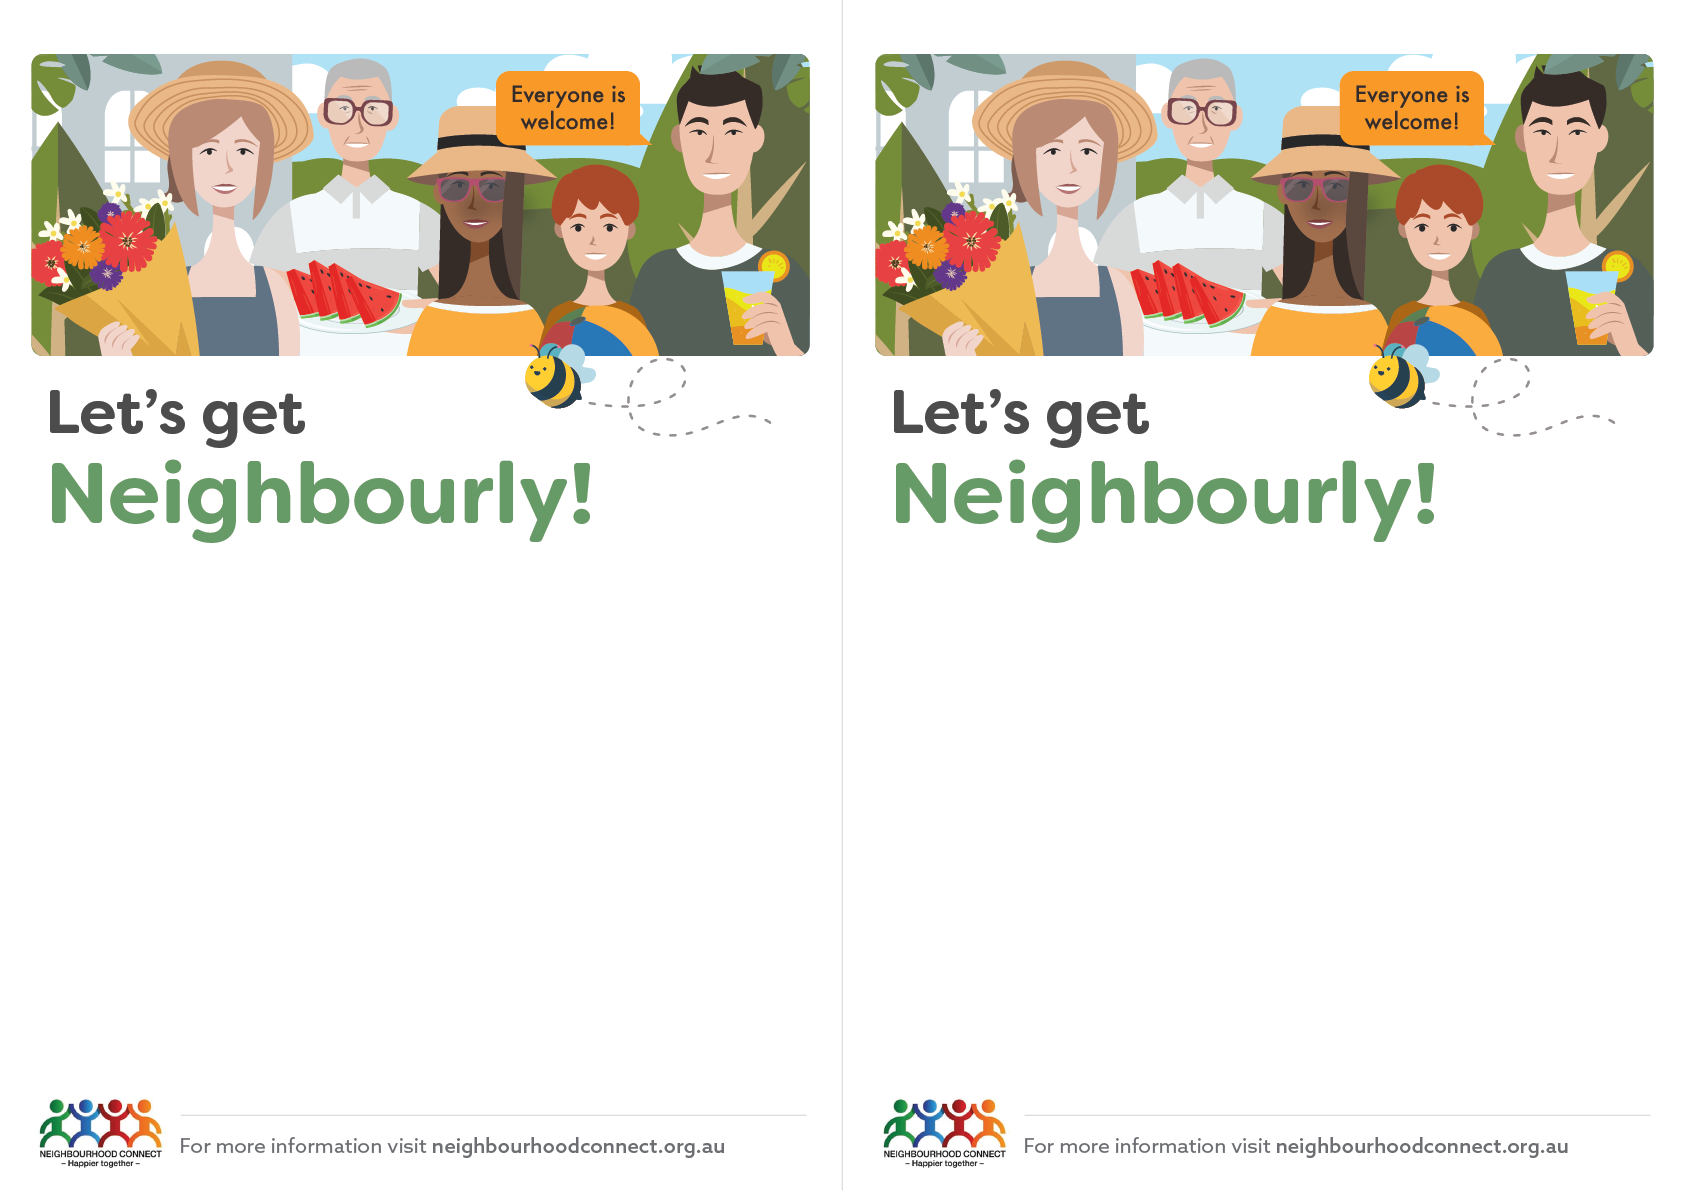 Everyone is
welcome!
Let’s get
Neighbourly!
NEIGHBOURHOOD CONNECT
– Happier together –
For more information visit neighbourhoodconnect.org.au
Everyone is
welcome!
Let’s get
Neighbourly!
NEIGHBOURHOOD CONNECT
– Happier together –
For more information visit neighbourhoodconnect.org.au